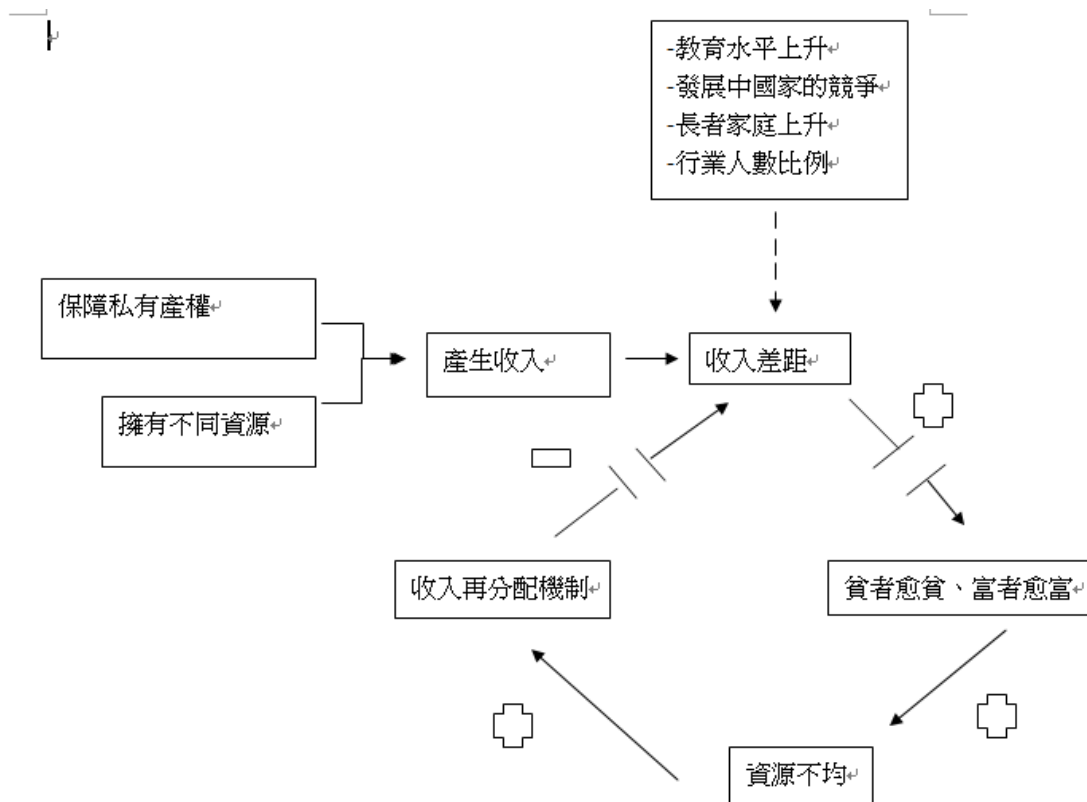 -教育水平上升
-發展中國家的競爭
-長者家庭上升
-行業人數比例
保障私有產權
產生收入
收入差距
擁有不同資源
收入再分配機制
貧者愈貧、富者愈富
資源不均